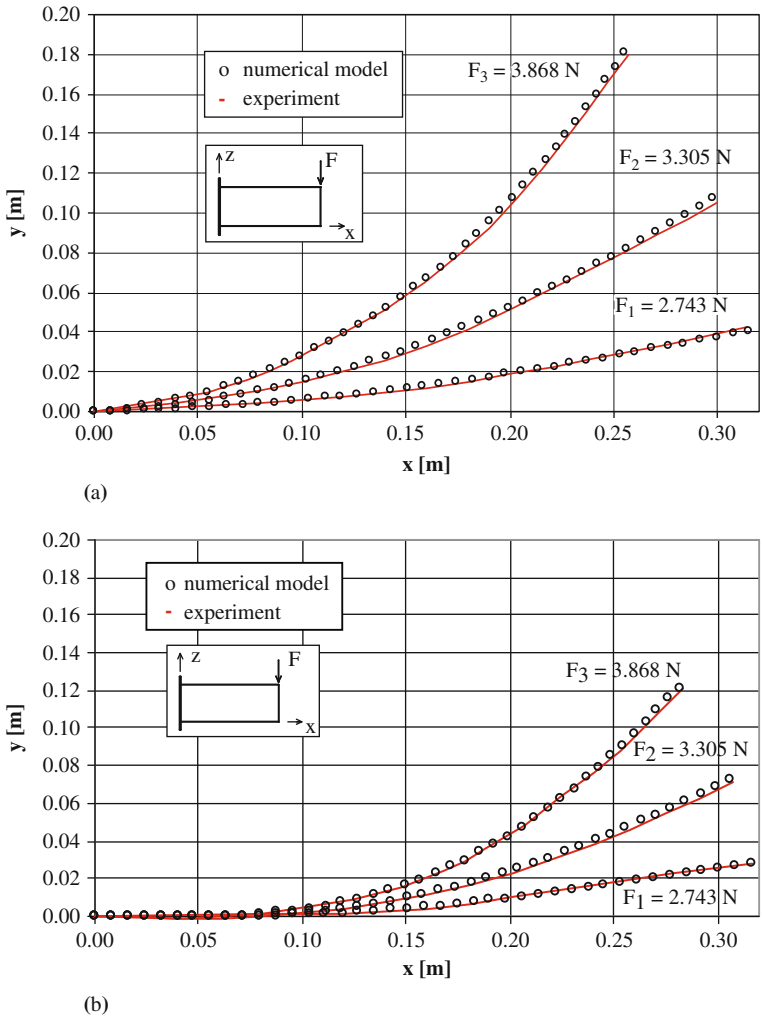 0.20
0.18
0.16
0.14
0.12
0.10
0.08
0.06
0.04
0.02
0.00
y [m]
o numerical model
- experiment
z
F
x
F3 = 3.868 N
F2 = 3.305 N
F1 = 2.743 N
0.00 0.05 0.10 0.15 0.20 0.25 0.30
x [m]
(a)
0.20
0.18
0.16
0.14
0.12
0.10
0.08
0.06
0.04
0.02
0.00
y [m]
o numerical model
- experiment
z
F
x
F3 = 3.868 N
F2 = 3.305 N
F1 = 2.743 N
0.00 0.05 0.10 0.15 0.20 0.25 0.30
x [m]
(b)